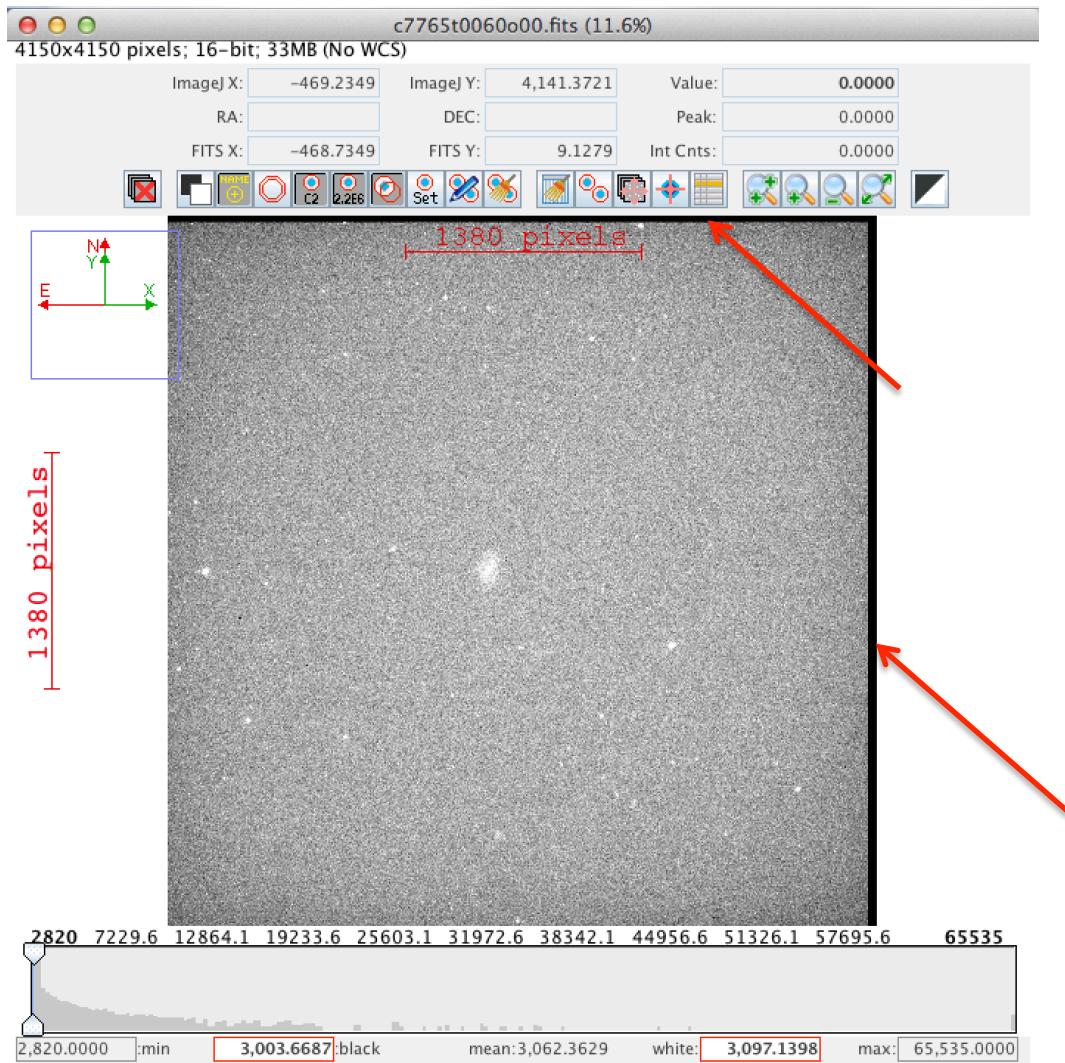 c7765t0060o00.fits (11.6%)
4150x4150 pixels; 16-bit; 33MB (No WCS)
ImageJ X: -469.2349 ImageJ Y: 4,141.3721 Value: 0.0000
RA: DEC: Peak: 0.0000
FITS X: -468.7349 FITS Y: 9.1279 Int Cnts: 0.0000
NAME C2 2.2E6 Set
1380 pixels
N
Y
E X
1380 pixels
2820 7229.6 12864.1 19233.6 25603.1 31972.6 38342.1 44956.6 51326.1 57695.6 65535
2,820.0000 :min 3,003.6687 :black mean:3,062.3629 white: 3,097.1398 max: 65,535.0000